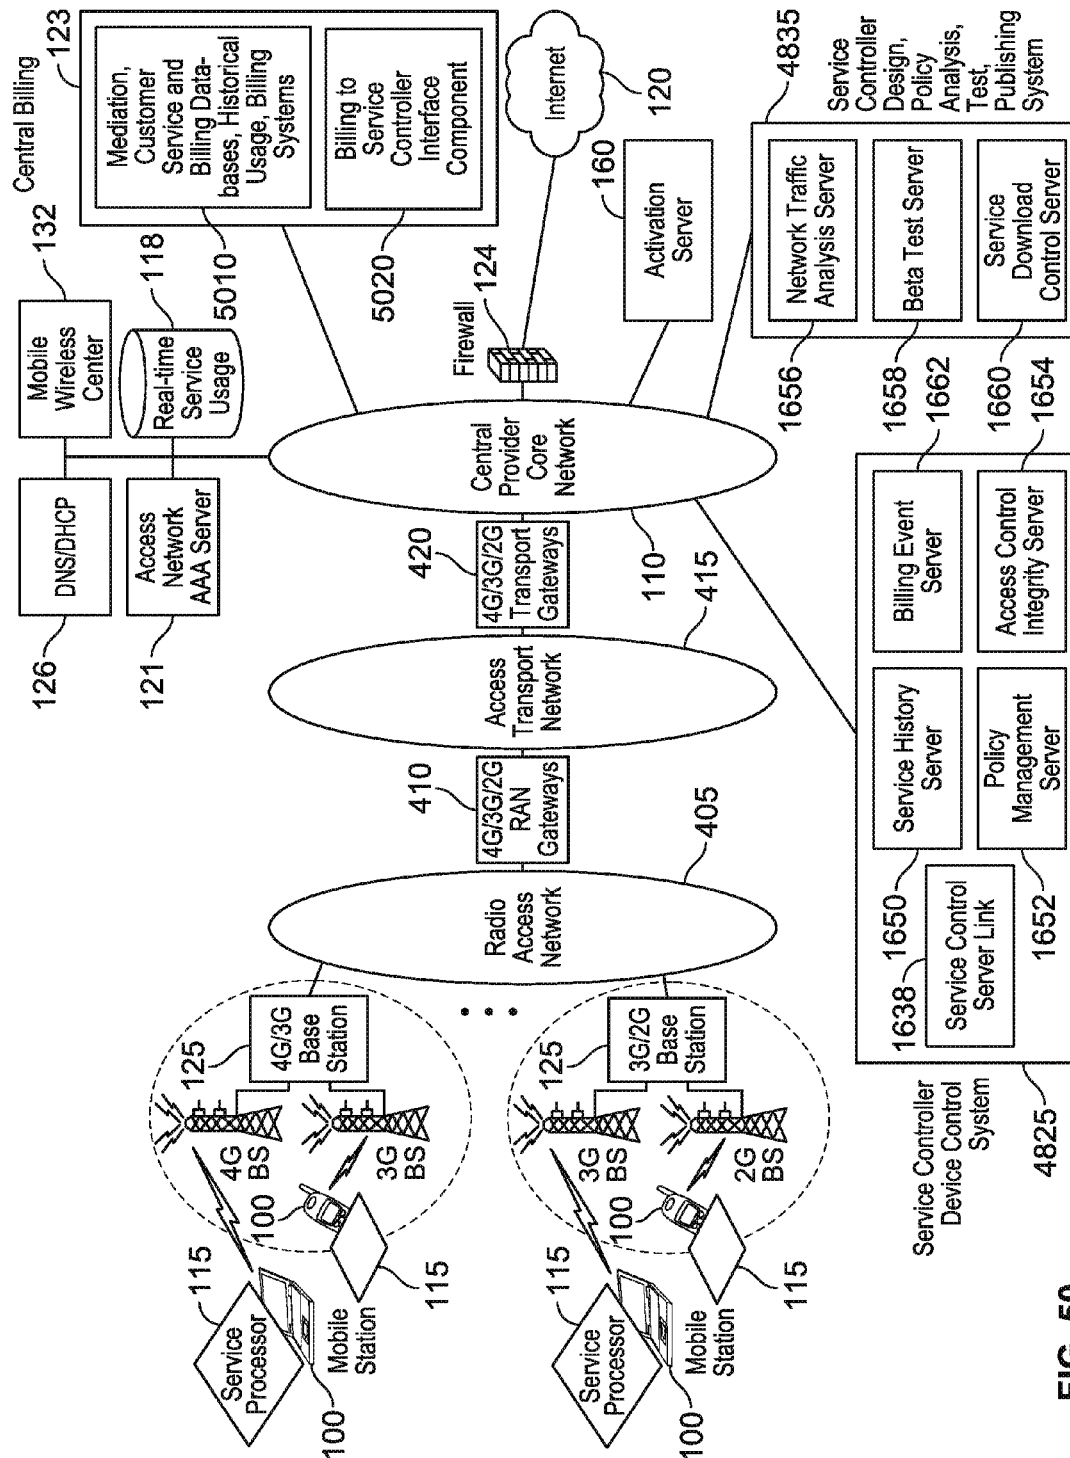 Central Billing
123
Mediation,
Customer
Service and
Billing Data-
bases, Historical
Usage, Billing
Systems
5010
Billing to
Service
Controller
Interface
Component
5020
132
Mobile
Wireless
Center
118
Real-time
Service
Usage
DNS/DHCP
126
Access
Network
AAA Server
121
Internet
120
Firewall
124
160
Activation
Server
Central
Provider
Core
Network
110
420
4G/3G/2G
Transport
Gateways
415
Access
Transport
Network
410
4G/3G/2G
RAN
Gateways
405
Radio
Access
Network
125
4G/3G
Base
Station
4G
BS
3G
BS
100
115
Service
Processor
115
Mobile
Station
100
125
3G/2G
Base
Station
3G
BS
2G
BS
100
115
Service
Processor
115
Mobile
Station
100
4835
Service
Controller
Design,
Policy
Analysis,
Test,
Publishing
System
Network Traffic
Analysis Server
1656
Beta Test Server
1658
Service
Download
Control Server
1660
1662
Billing Event
Server
1654
Access Control
Integrity Server
Service History
Server
1650
Policy
Management
Server
1652
1638
Service Control
Server Link
Service Controller
Device Control
System
4825
FIG. 50